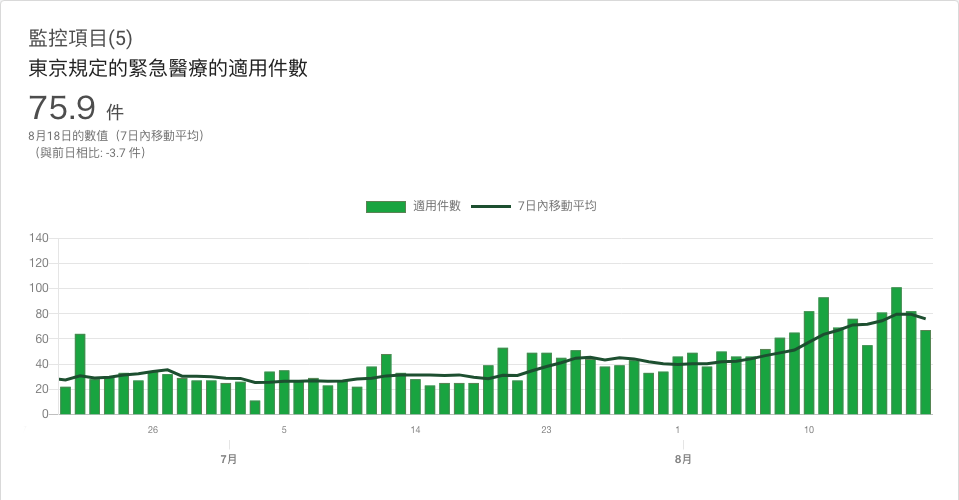 監控項目(5)
東京規定的緊急醫療的適用件數
75.9 件
8月18日的數值（7日內移動平均）
（與前日相比: -3.7 件）
適用件數 7日內移動平均
140
120
100
80
60
40
20
0
26 5 14 23 1 10
7月 8月